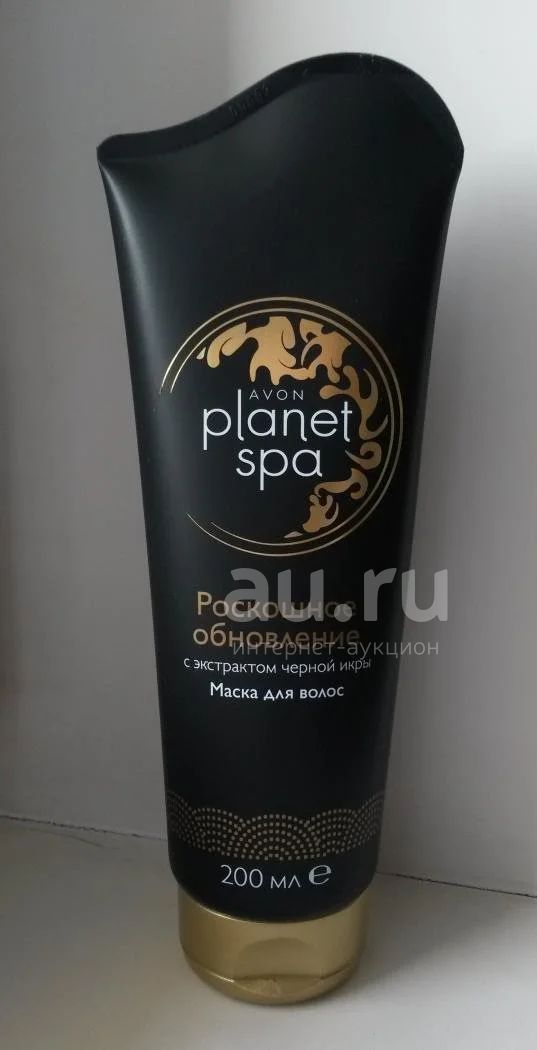 AVON
planet
spa
au.ru
интернет-аукцион
Роскошное
обновление
с экстрактом черной икры
Маска для волос
200 мл e